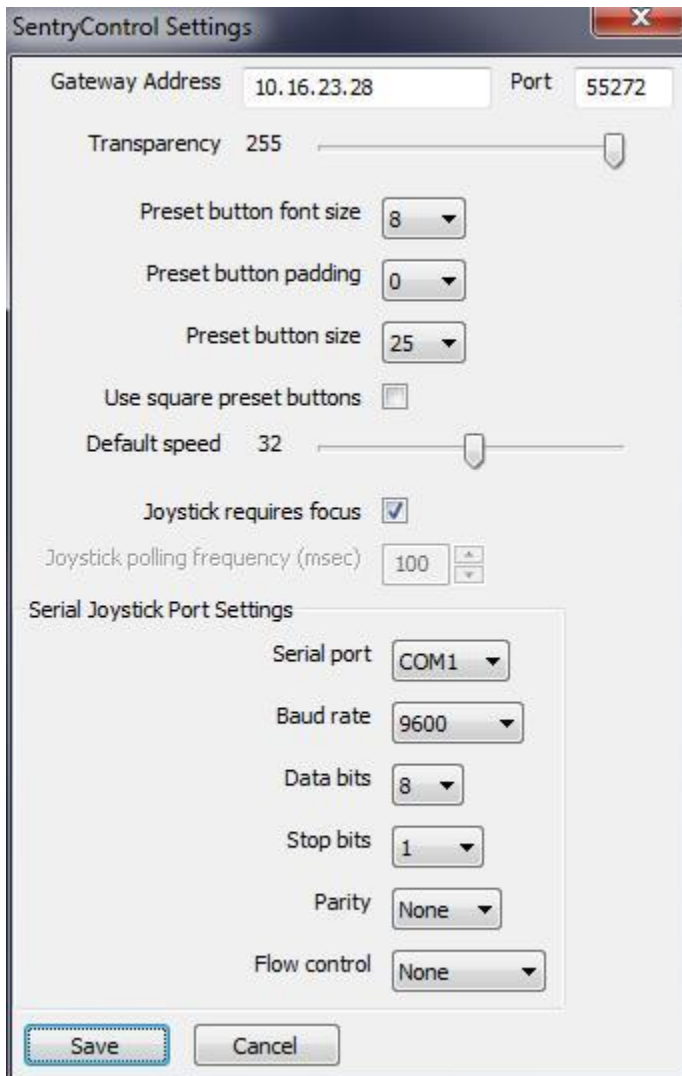 SentryControl Settings
Gateway Address 10.16.23.28 Port 55272
Transparency 255
Preset button font size 8
Preset button padding 0
Preset button size 25
Use square preset buttons
Default speed 32
Joystick requires focus
Joystick polling frequency (msec) 100
Serial Joystick Port Settings
Serial port COM1
Baud rate 9600
Data bits 8
Stop bits 1
Parity None
Flow control None
Save Cancel